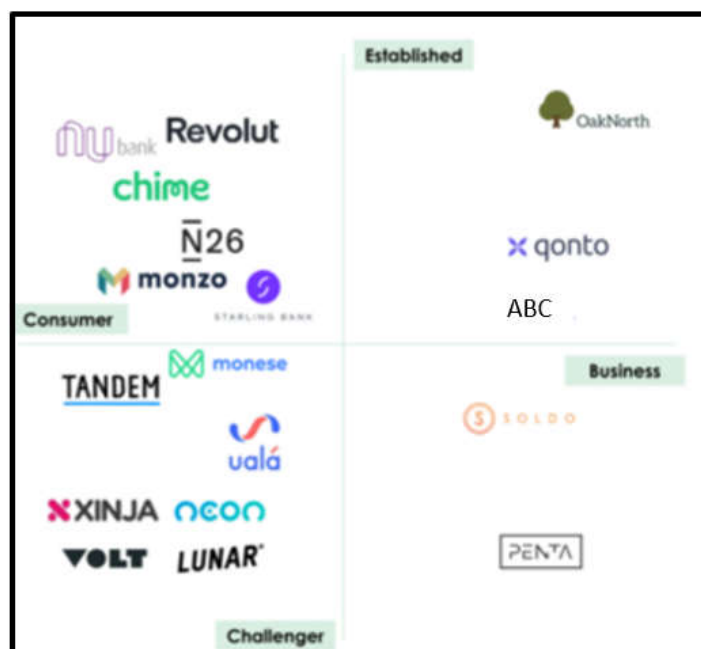 Established
nu bank
Revolut
OakNorth
chime
N26
qonto
monzo
STARLING BANK
ABC
Consumer
monese
Business
TANDEM
SOLDO
ualá
XINJA
neon
PENTA
VOLT
LUNAR
Challenger